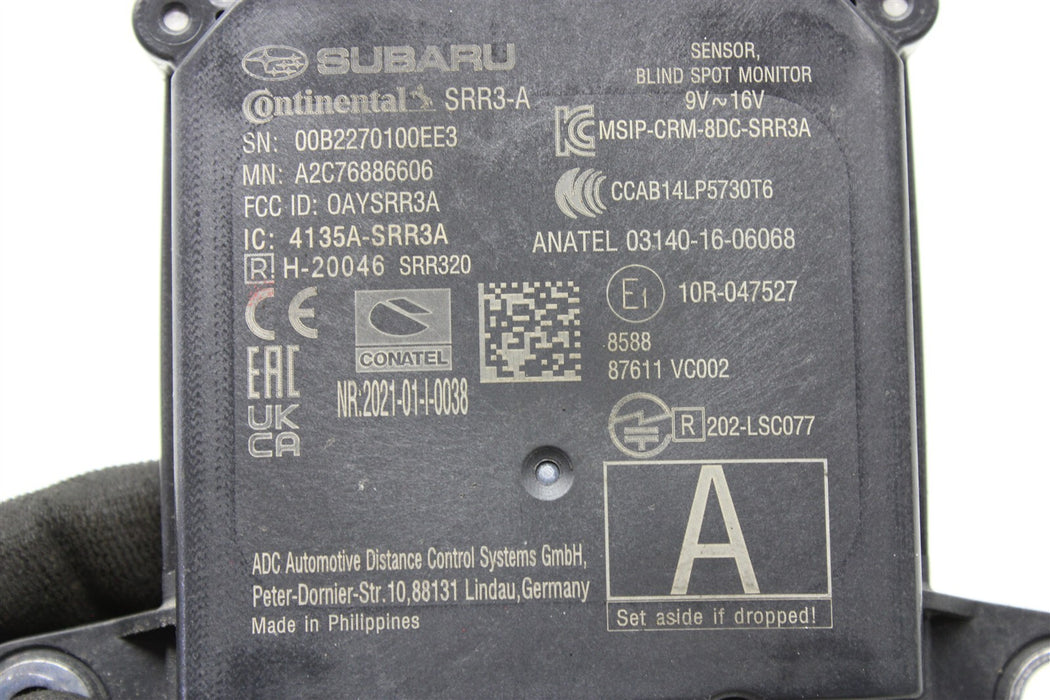 SUBARU
Continental SRR3-A
SN: 00B2270100EE3
MN: A2C76886606
FCC ID: OAYSRR3A
IC: 4135A-SRR3A
R H-20046 SRR320
CE
EAC
UK
CA
CONATEL
NR:2021-01-I-0038
SENSOR,
BLIND SPOT MONITOR
9V~16V
MSIP-CRM-8DC-SRR3A
CCAB14LP5730T6
ANATEL 03140-16-06068
E1 10R-047527
8588
87611 VC002
R 202-LSC077
A
Set aside if dropped!
ADC Automotive Distance Control Systems GmbH,
Peter-Dornier-Str.10,88131 Lindau,Germany
Made in Philippines